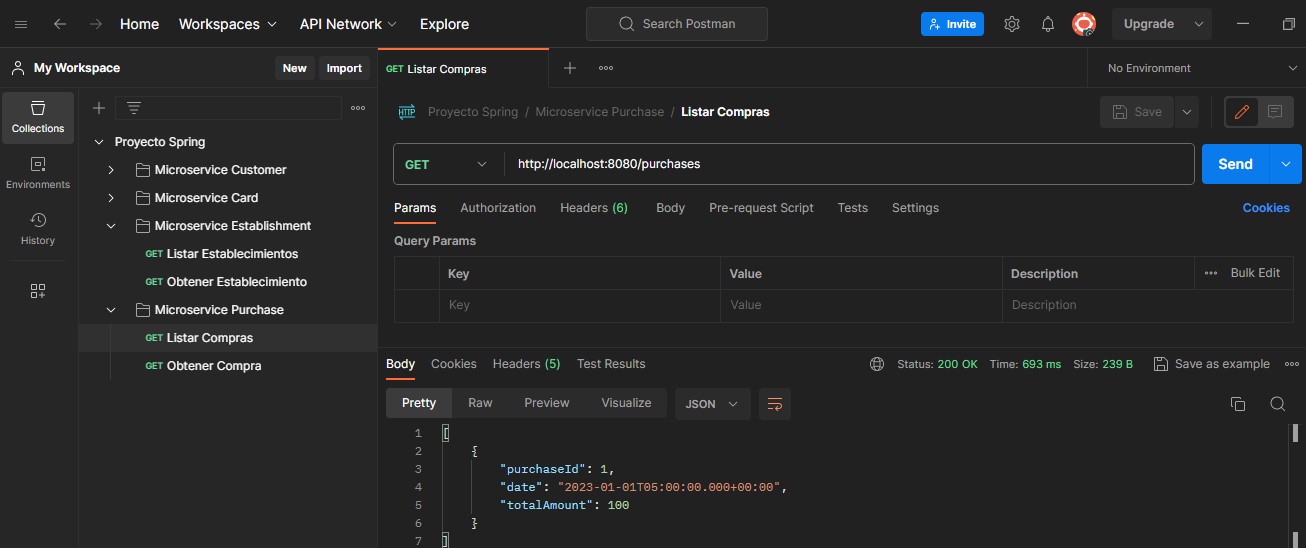 Home Workspaces API Network Explore Search Postman Invite Upgrade
My Workspace New Import GET Listar Compras No Environment
Collections
Environments
History
Proyecto Spring
Microservice Customer
Microservice Card
Microservice Establishment
GET Listar Establecimientos
GET Obtener Establecimiento
Microservice Purchase
GET Listar Compras
GET Obtener Compra
HTTP Proyecto Spring / Microservice Purchase / Listar Compras Save
GET http://localhost:8080/purchases Send
Params Authorization Headers (6) Body Pre-request Script Tests Settings Cookies
Query Params
Key Value Description Bulk Edit
Key Value Description
Body Cookies Headers (5) Test Results Status: 200 OK Time: 693 ms Size: 239 B Save as example
Pretty Raw Preview Visualize JSON
1 [
2 {
3 "purchaseId": 1,
4 "date": "2023-01-01T05:00:00.000+00:00",
5 "totalAmount": 100
6 }
7 ]